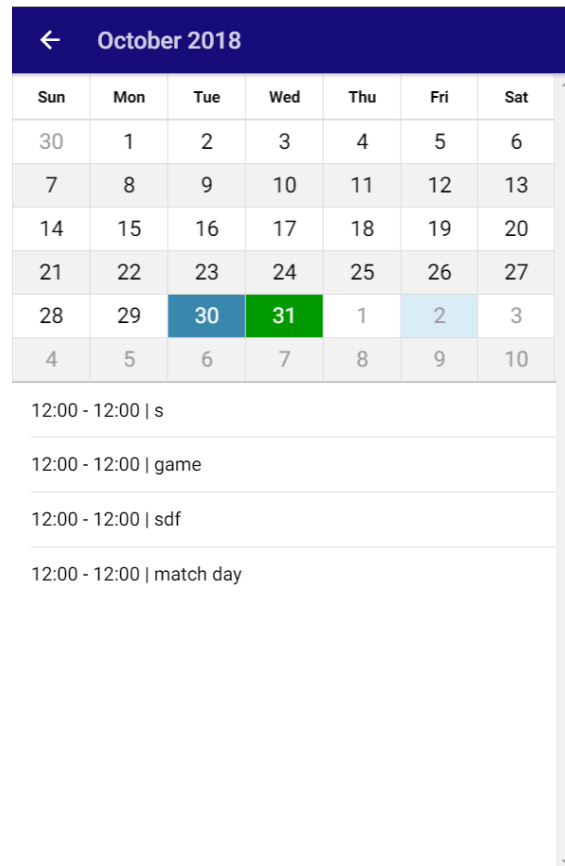 October 2018
Sun Mon Tue Wed Thu Fri Sat
30 1 2 3 4 5 6
7 8 9 10 11 12 13
14 15 16 17 18 19 20
21 22 23 24 25 26 27
28 29 30 31 1 2 3
4 5 6 7 8 9 10
12:00 - 12:00 | s
12:00 - 12:00 | game
12:00 - 12:00 | sdf
12:00 - 12:00 | match day